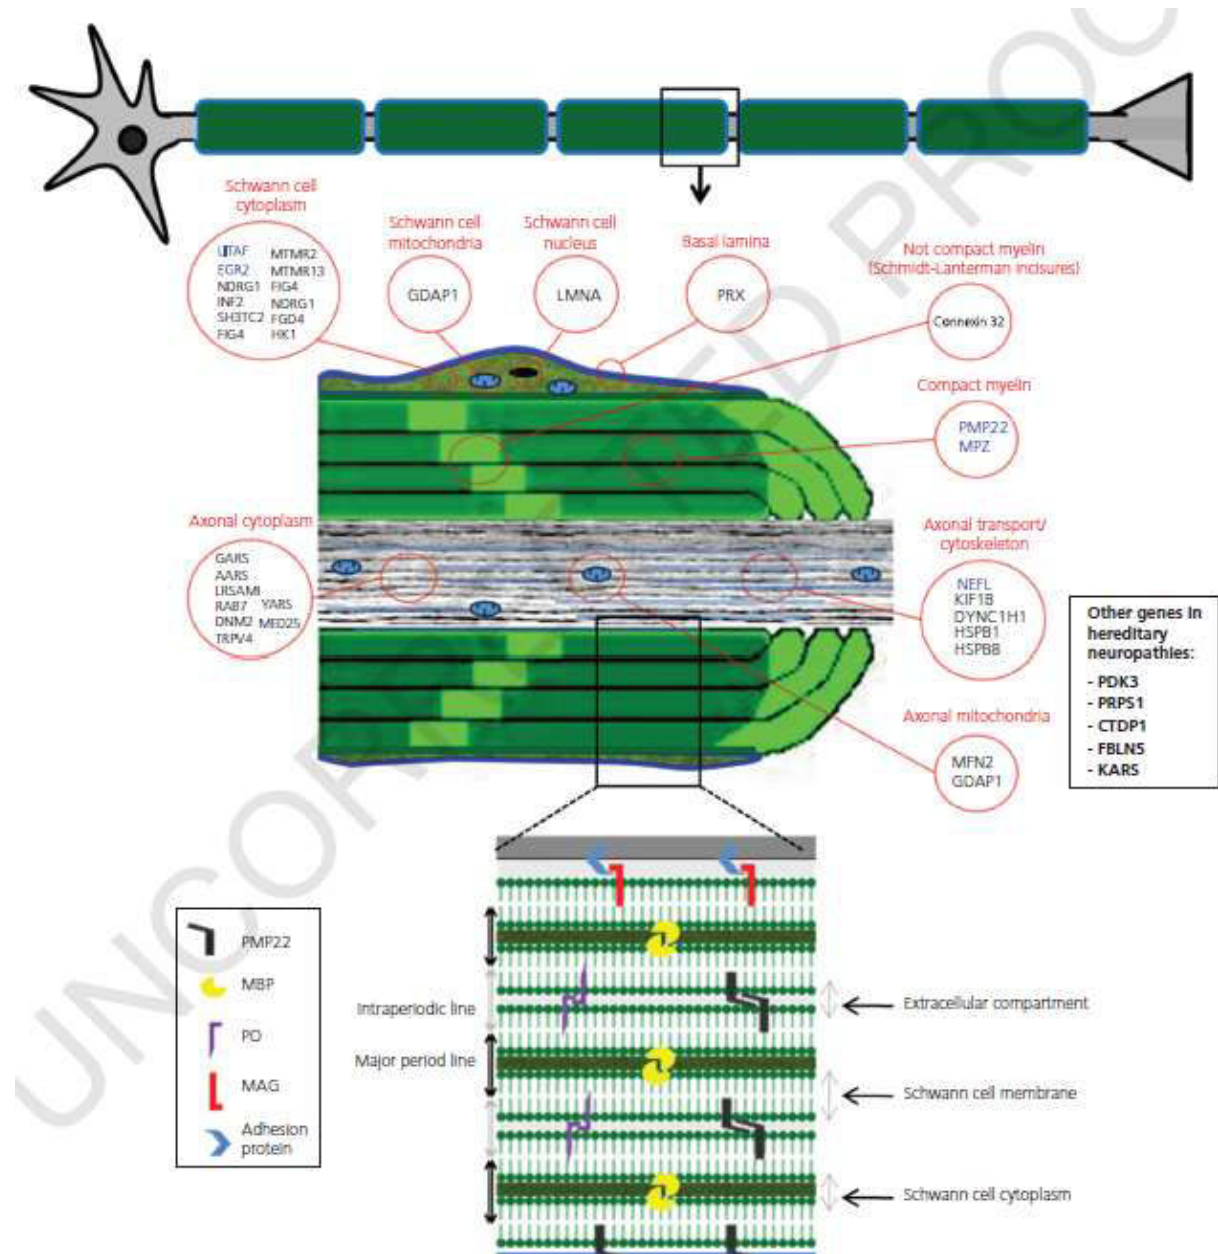 UNCORRECTED PROO
Schwann cell
cytoplasm
LITAF
EGR2
NDRG1
INF2
SH3TC2
FIG4
MTMR2
MTMR13
FIG4
NDRG1
FGD4
HK1
Schwann cell
mitochondria
GDAP1
Schwann cell
nucleus
LMNA
Basal lamina
PRX
Not compact myelin
(Schmidt-Lanterman incisures)
Connexin 32
Compact myelin
PMP22
MPZ
Axonal cytoplasm
GARS
AARS
LRSAMI
RAB7
DNM2
TRPV4
YARS
MED25
Axonal transport/
cytoskeleton
NEFL
KIF1B
DYNC1H1
HSPB1
HSPB8
Axonal mitochondria
MFN2
GDAP1
Other genes in
hereditary
neuropathies:
- PDK3
- PRPS1
- CTDP1
- FBLN5
- KARS
PMP22
MBP
PO
MAG
Adhesion
protein
Intraperiodic line
Major period line
Extracellular compartment
Schwann cell membrane
Schwann cell cytoplasm